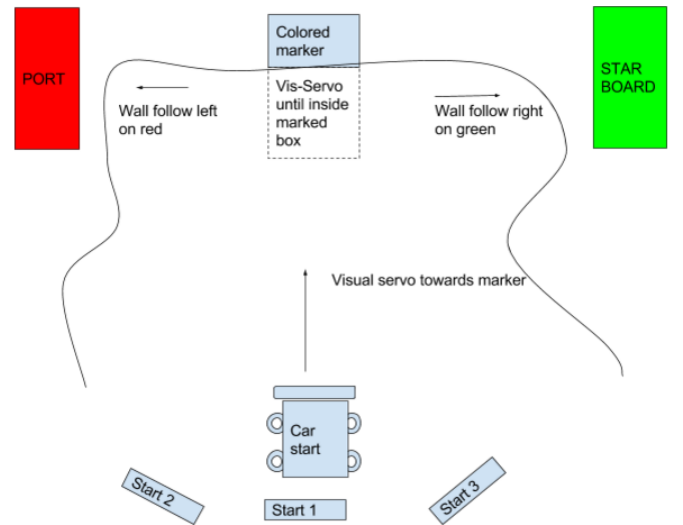 PORT
Colored
marker
STAR
BOARD
Wall follow left
on red
Vis-Servo
until inside
marked
box
Wall follow right
on green
Visual servo towards marker
Car
start
Start 2
Start 1
Start 3